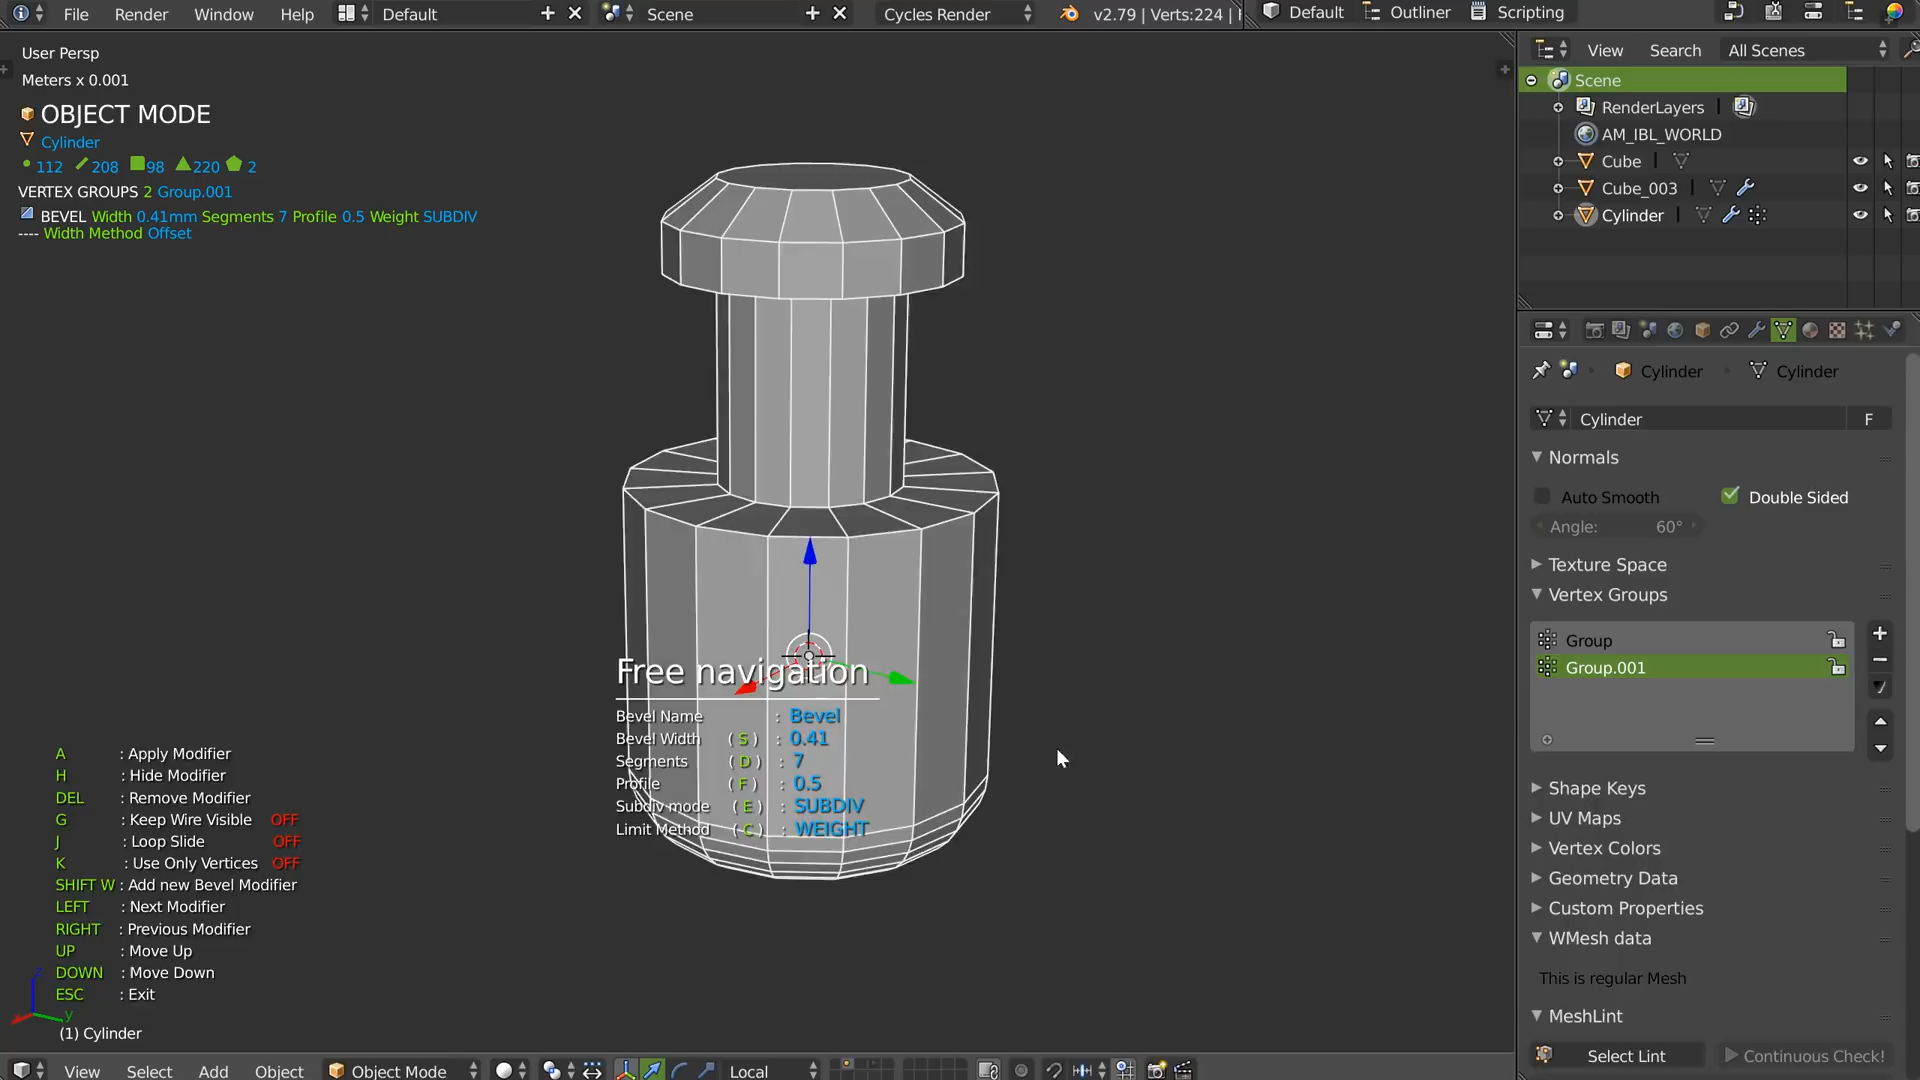 File Render Window Help Default Scene Cycles Render v2.79 | Verts:224 | Default Outliner Scripting
User Persp
Meters x 0.001
OBJECT MODE
Cylinder
112 208 98 220 2
VERTEX GROUPS 2 Group.001
BEVEL Width 0.41mm Segments 7 Profile 0.5 Weight SUBDIV
---- Width Method Offset
Free navigation
Bevel Name : Bevel
Bevel Width ( S ) : 0.41
Segments ( D ) : 7
Profile ( F ) : 0.5
Subdiv mode ( E ) : SUBDIV
Limit Method ( C ) : WEIGHT
A : Apply Modifier
H : Hide Modifier
DEL : Remove Modifier
G : Keep Wire Visible OFF
J : Loop Slide OFF
K : Use Only Vertices OFF
SHIFT W : Add new Bevel Modifier
LEFT : Next Modifier
RIGHT : Previous Modifier
UP : Move Up
DOWN : Move Down
ESC : Exit
z
y
(1) Cylinder
View Select Add Object Object Mode Local
View Search All Scenes
Scene
RenderLayers |
AM_IBL_WORLD
Cube |
Cube_003 |
Cylinder |
Cylinder Cylinder
Cylinder F
Normals
Auto Smooth Double Sided
Angle: 60°
Texture Space
Vertex Groups
Group
Group.001
Shape Keys
UV Maps
Vertex Colors
Geometry Data
Custom Properties
WMesh data
This is regular Mesh
MeshLint
Select Lint Continuous Check!